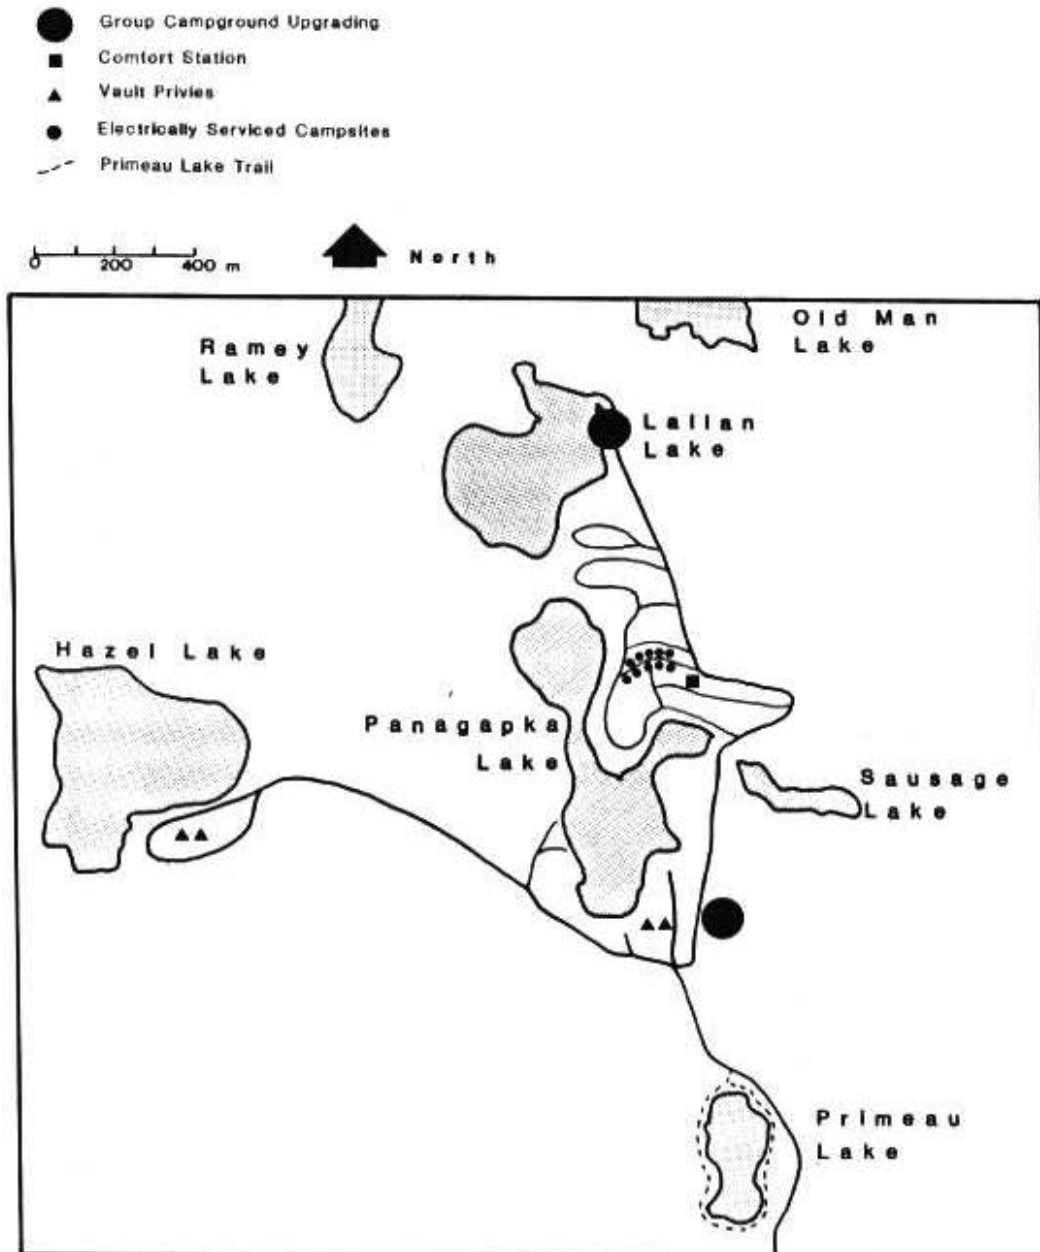 Group Campground Upgrading
Comfort Station
Vault Privies
Electrically Serviced Campsites
Primeau Lake Trail
0 200 400 m
North
Old Man
Lake
Ramey
Lake
Lallan
Lake
Hazel Lake
Panagapka
Lake
Sausage
Lake
Primeau
Lake